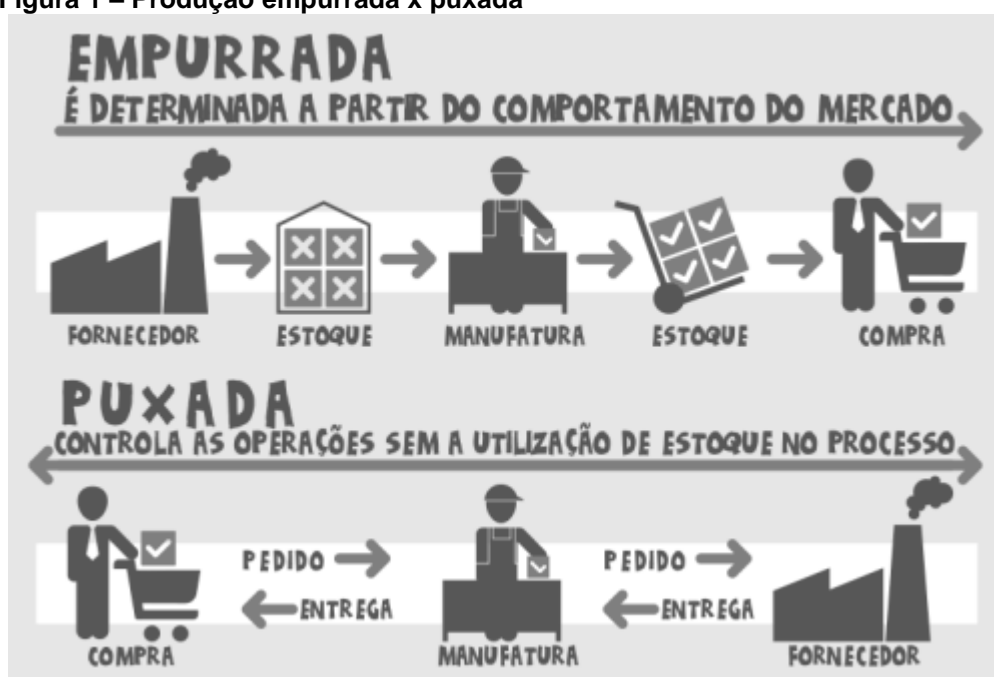 Figura 1 – Produção empurrada x puxada
EMPURRADA
É DETERMINADA A PARTIR DO COMPORTAMENTO DO MERCADO
FORNECEDOR
ESTOQUE
MANUFATURA
ESTOQUE
COMPRA
PUXADA
CONTROLA AS OPERAÇÕES SEM A UTILIZAÇÃO DE ESTOQUE NO PROCESSO
PEDIDO
ENTREGA
PEDIDO
ENTREGA
COMPRA
MANUFATURA
FORNECEDOR